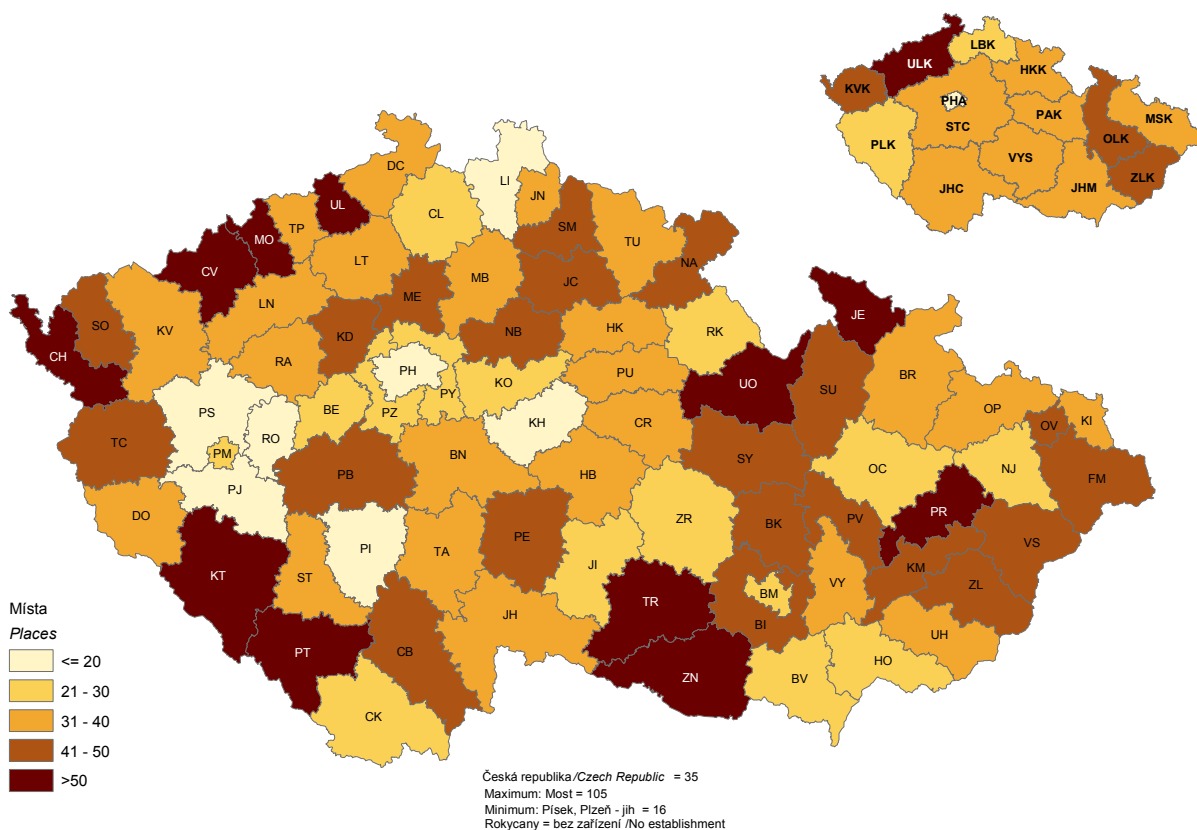 LBK
ULK
HKK
KVK
PHA
MSK
PAK
STC
OLK
PLK
VYS
ZLK
JHC
JHM
DC
LI
JN
UL
CL
TP
SM
MO
TU
NA
LT
CV
MB
JC
ME
LN
SO
KV
JE
NB
HK
RK
KD
CH
RA
PH
KO
PU
UO
SU
BR
PY
BE
PZ
PS
OP
KI
OV
RO
KH
CR
TC
PM
BN
SY
OC
NJ
PB
HB
FM
PJ
DO
PR
ZR
PV
BK
PE
VS
PI
TA
JI
KT
ST
KM
VY
ZL
BM
TR
JH
BI
UH
PT
CB
HO
ZN
BV
CK
Místa
Places
<= 20
21 - 30
31 - 40
41 - 50
>50
Česká republika/Czech Republic = 35
Maximum: Most = 105
Minimum: Písek, Plzeň - jih = 16
Rokycany = bez zařízení /No establishment